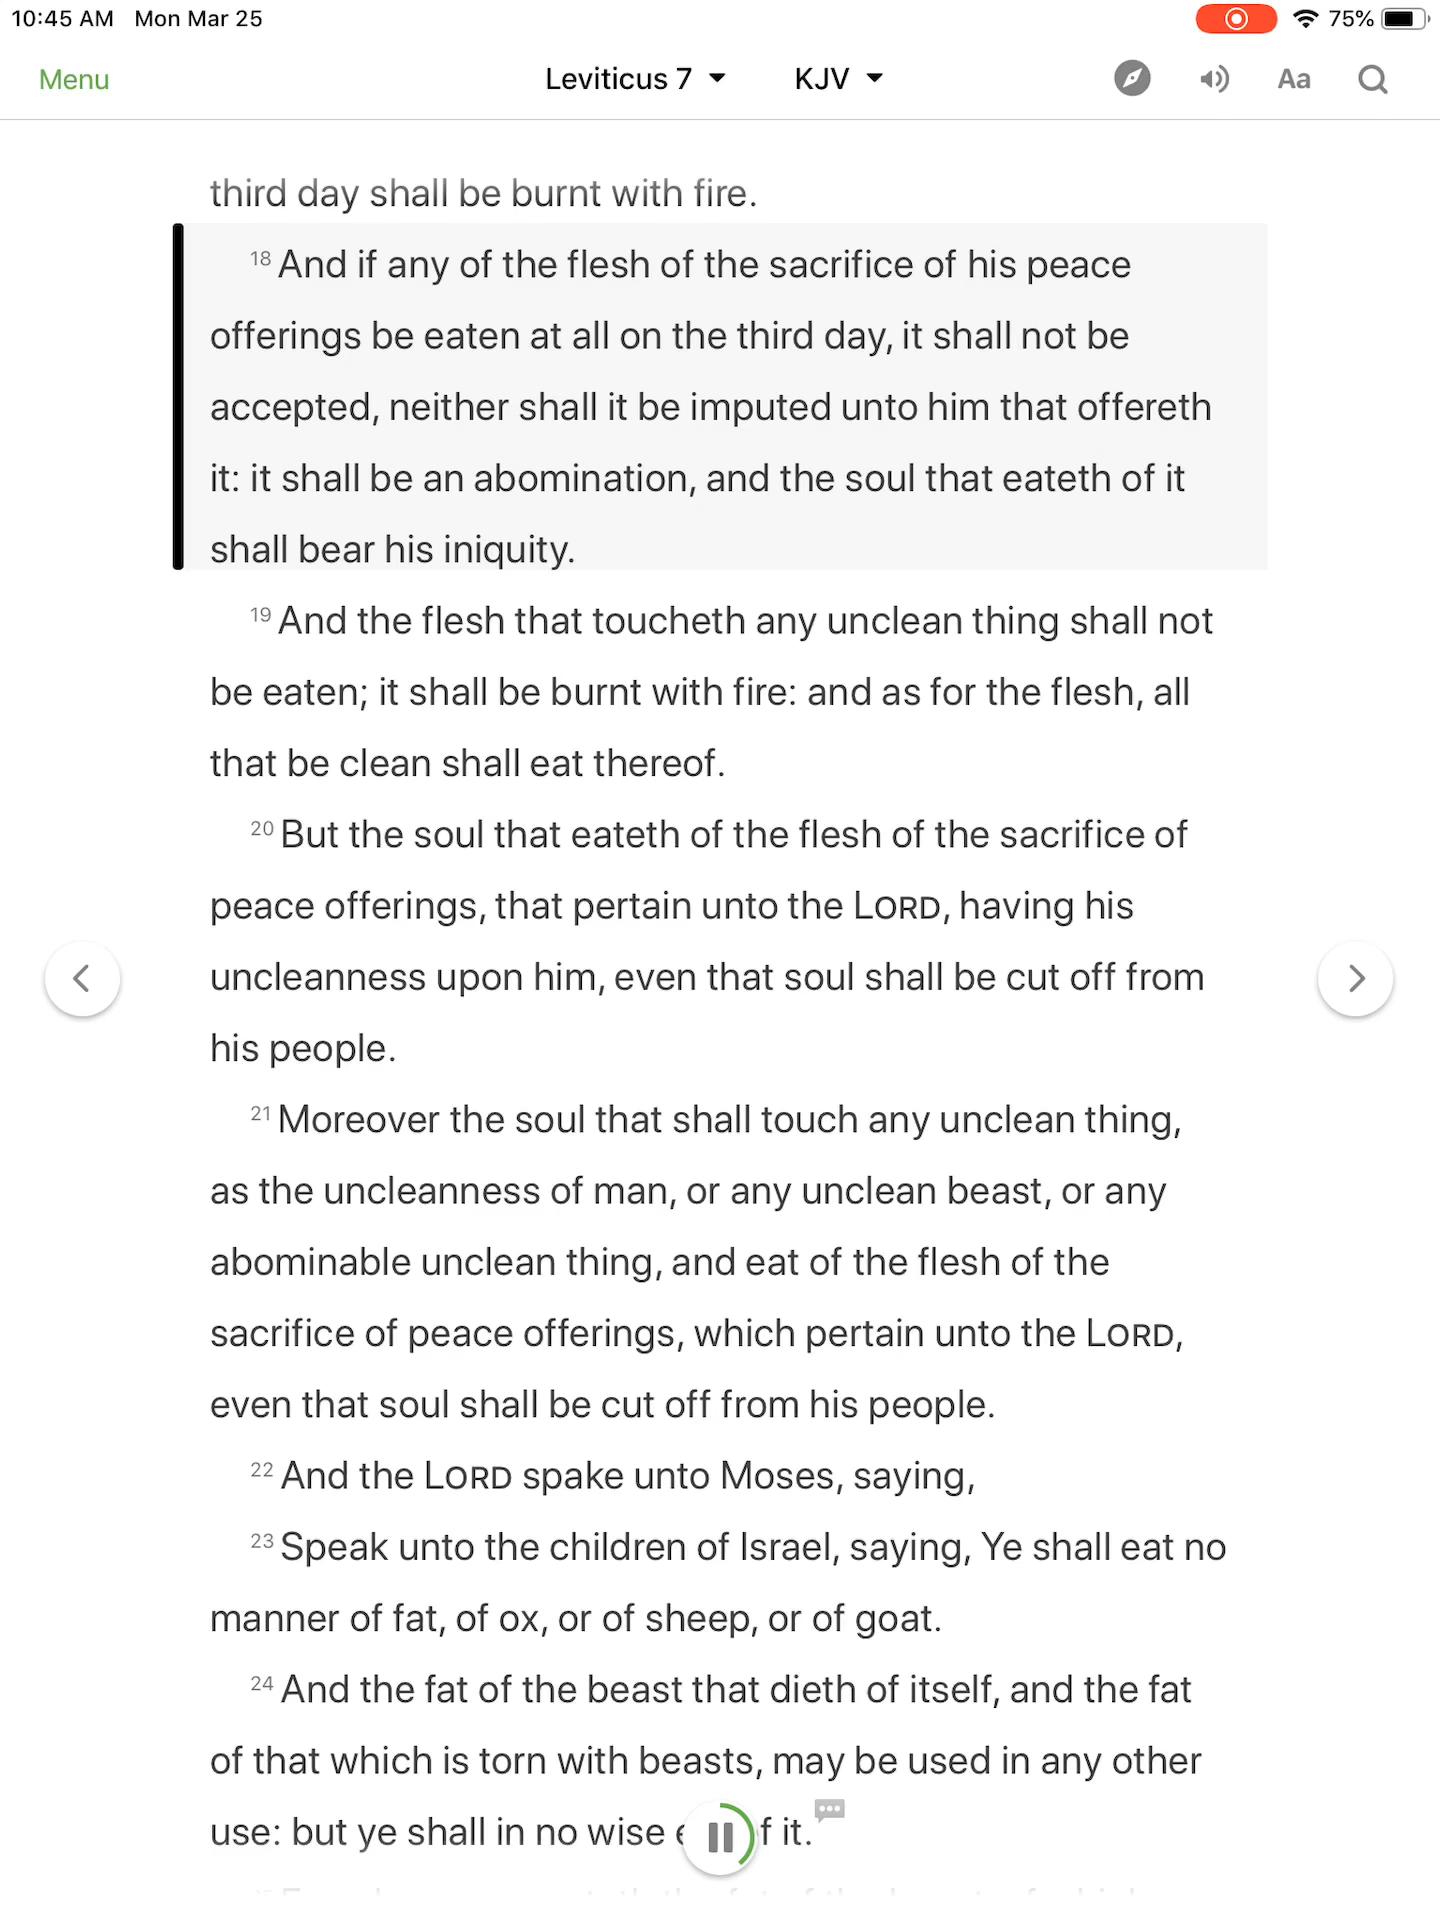 10:45 AM Mon Mar 25 75%
Menu Leviticus 7 KJV Aa
third day shall be burnt with fire.
18 And if any of the flesh of the sacrifice of his peace
offerings be eaten at all on the third day, it shall not be
accepted, neither shall it be imputed unto him that offereth
it: it shall be an abomination, and the soul that eateth of it
shall bear his iniquity.
19 And the flesh that toucheth any unclean thing shall not
be eaten; it shall be burnt with fire: and as for the flesh, all
that be clean shall eat thereof.
20 But the soul that eateth of the flesh of the sacrifice of
peace offerings, that pertain unto the LORD, having his
uncleanness upon him, even that soul shall be cut off from
his people.
21 Moreover the soul that shall touch any unclean thing,
as the uncleanness of man, or any unclean beast, or any
abominable unclean thing, and eat of the flesh of the
sacrifice of peace offerings, which pertain unto the LORD,
even that soul shall be cut off from his people.
22 And the LORD spake unto Moses, saying,
23 Speak unto the children of Israel, saying, Ye shall eat no
manner of fat, of ox, or of sheep, or of goat.
24 And the fat of the beast that dieth of itself, and the fat
of that which is torn with beasts, may be used in any other
use: but ye shall in no wise it.